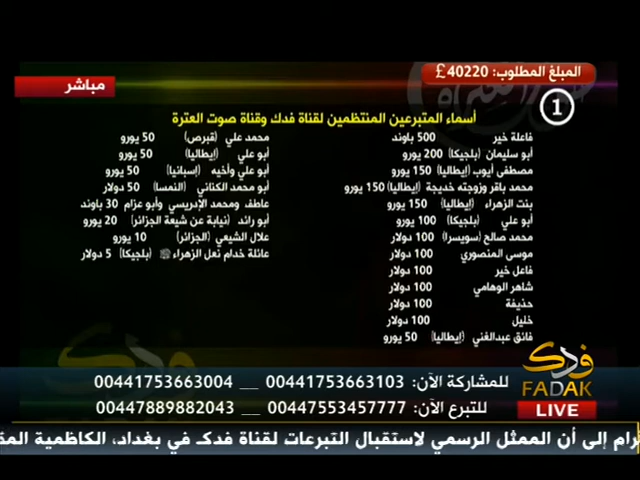 المبلغ المطلوب: 40220£
مباشر
1
أسماء المتبرعين المنتظمين لقناة فدك وقناة صوت العترة
فاعلة خير 500 باوند
أبو سليمان (بلجيكا) 200 يورو
مصطفى أيوب (إيطاليا) 150 يورو
محمد باقر وزوجته خديجة (إيطاليا) 150 يورو
بنت الزهراء (إيطاليا) 150 يورو
أبو علي (بلجيكا) 100 يورو
محمد صالح (سويسرا) 100 دولار
موسى المنصوري 100 دولار
فاعل خير 100 دولار
شاهر الوهامي 100 دولار
حنيفة 100 دولار
خليل 100 دولار
فائق عبدالغني (إيطاليا) 50 يورو
محمد علي (قبرص) 50 يورو
أبو علي (إيطاليا) 50 يورو
أبو علي وأخيه (إسبانيا) 50 يورو
أبو محمد الكناني (النمسا) 50 دولار
عاطف ومحمد الإدريسي وأبو عزام 30 باوند
أبو رائد (نيابة عن شيعة الجزائر) 20 يورو
علال الشيعي (الجزائر) 10 يورو
عائلة خدام نعل الزهراء (بلجيكا) 5 دولار
فدك
FADAK
LIVE
للمشاركة الآن: 00441753663103 __ 00441753663004
للتبرع الآن: 00447553457777 __ 00447889882043
رام إلى أن الممثل الرسمي لاستقبال التبرعات لقناة فدك في بغداد، الكاظمية المق